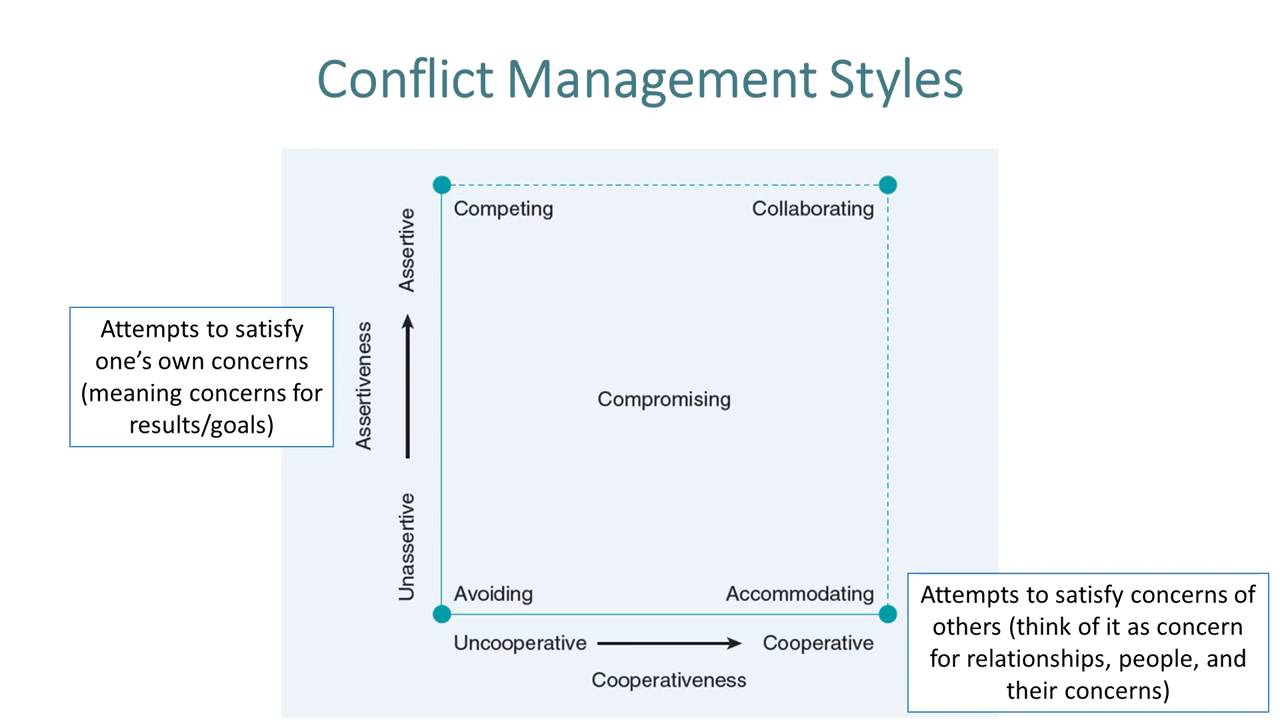 Conflict Management Styles
Competing
Collaborating
Assertive
Attempts to satisfy
one’s own concerns
(meaning concerns for
results/goals)
Assertiveness
Compromising
Unassertive
Avoiding
Accommodating
Uncooperative
Cooperative
Cooperativeness
Attempts to satisfy concerns of
others (think of it as concern
for relationships, people, and
their concerns)